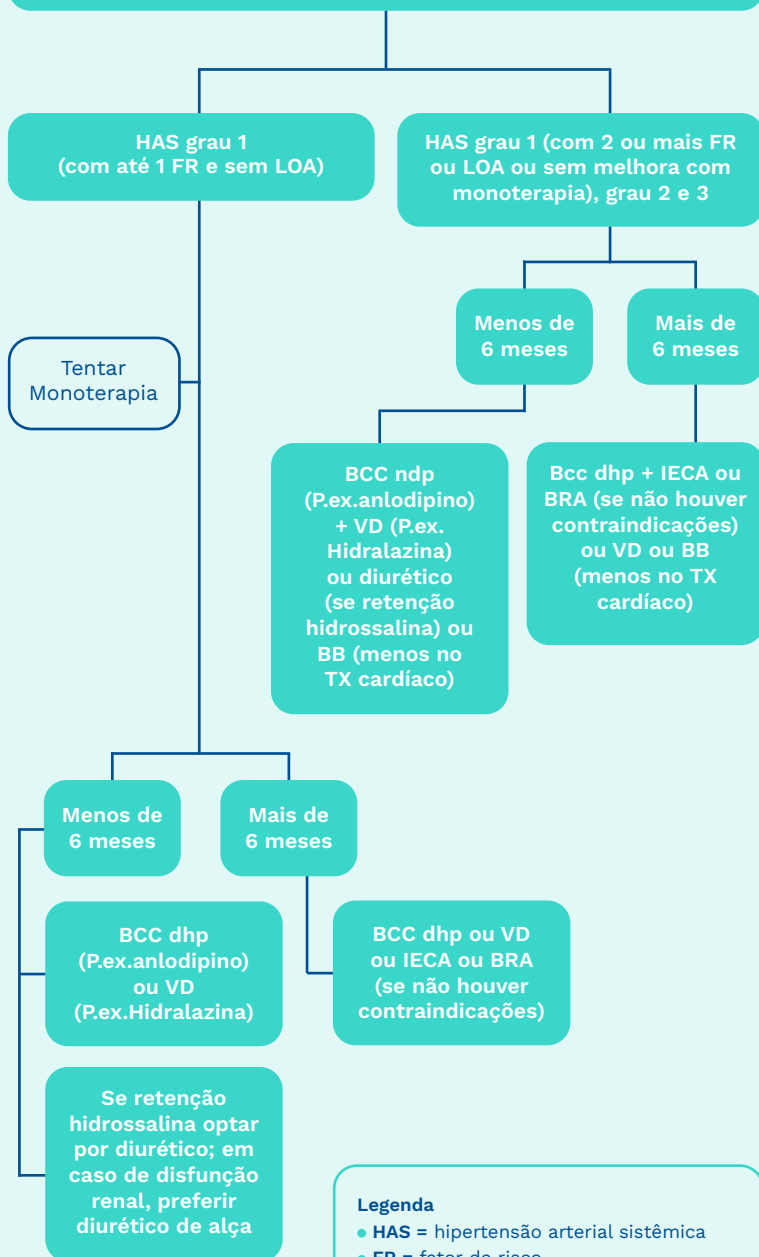 HAS grau 1
(com até 1 FR e sem LOA)
HAS grau 1 (com 2 ou mais FR
ou LOA ou sem melhora com
monoterapia), grau 2 e 3
Menos de
6 meses
Mais de
6 meses
Tentar
Monoterapia
BCC ndp
(P.ex.anlodipino)
+ VD (P.ex.
Hidralazina)
ou diurético
(se retenção
hidrossalina) ou
BB (menos no
TX cardíaco)
Bcc dhp + IECA ou
BRA (se não houver
contraindicações)
ou VD ou BB
(menos no TX
cardíaco)
Menos de
6 meses
Mais de
6 meses
BCC dhp
(P.ex.anlodipino)
ou VD
(P.ex.Hidralazina)
BCC dhp ou VD
ou IECA ou BRA
(se não houver
contraindicações)
Se retenção
hidrossalina optar
por diurético; em
caso de disfunção
renal, preferir
diurético de alça
Legenda
• HAS = hipertensão arterial sistêmica
• FR = fator de risco